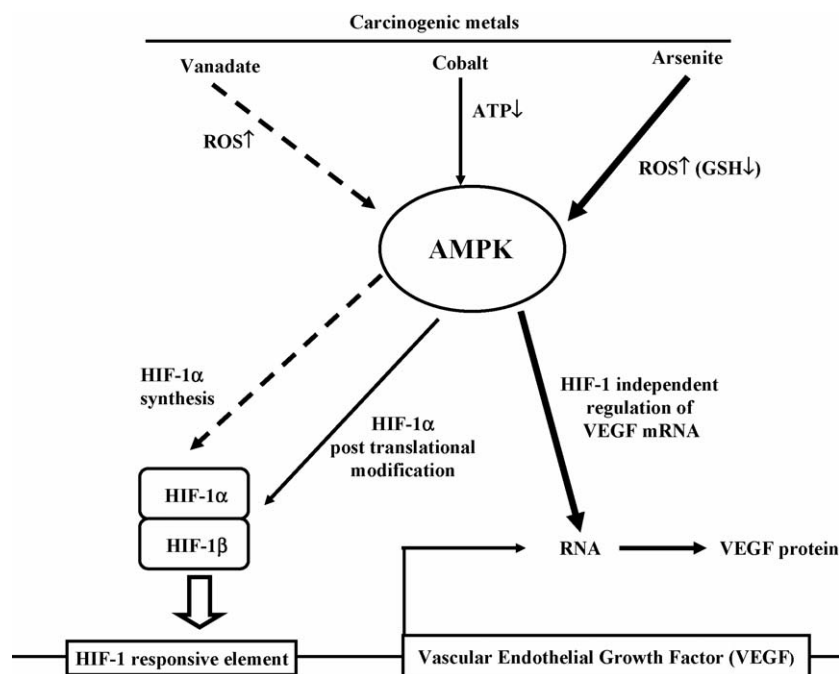 Carcinogenic metals
Vanadate
Cobalt
Arsenite
ROS↑
ATP↓
ROS↑ (GSH↓)
AMPK
HIF-1α
synthesis
HIF-1α
post translational
modification
HIF-1 independent
regulation of
VEGF mRNA
HIF-1α
HIF-1β
RNA
VEGF protein
HIF-1 responsive element
Vascular Endothelial Growth Factor (VEGF)